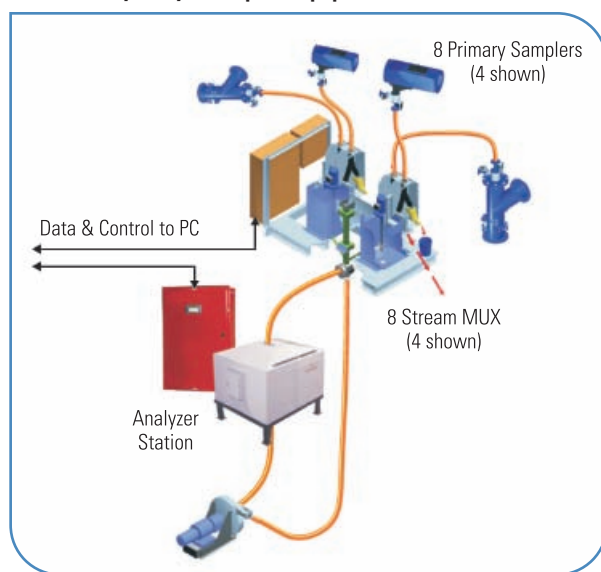 8 Primary Samplers
(4 shown)
Data & Control to PC
8 Stream MUX
(4 shown)
Analyzer
Station